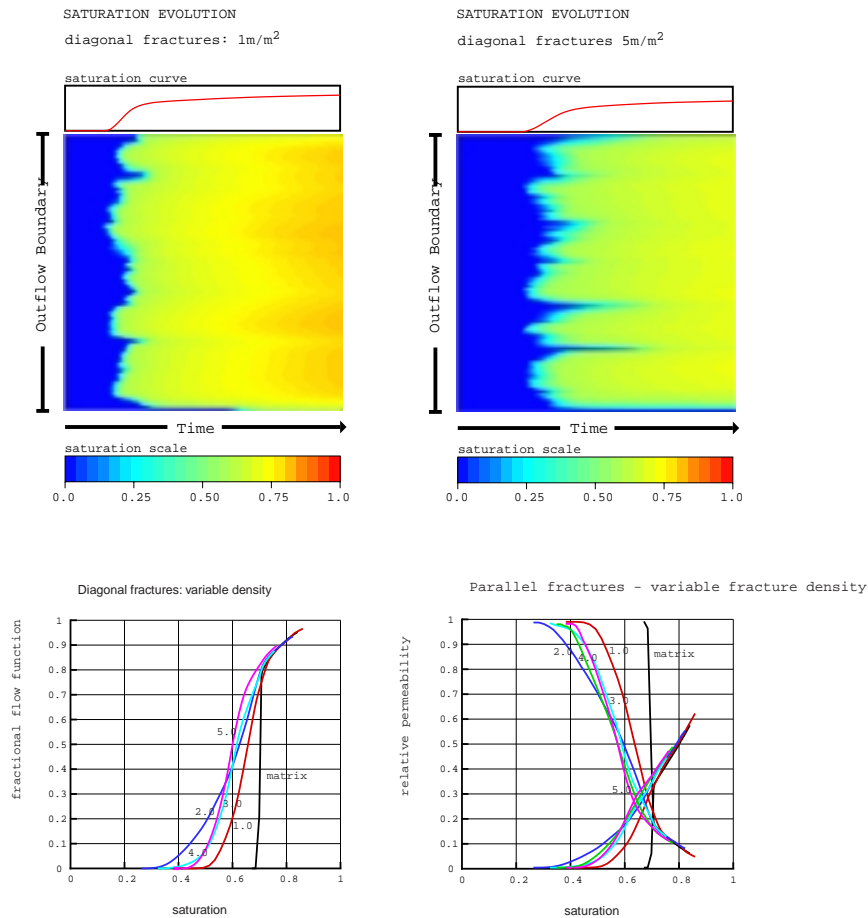 SATURATION EVOLUTION
diagonal fractures: 1m/m²
saturation curve
Outflow Boundary
Time
saturation scale
0.0 0.25 0.50 0.75 1.0
SATURATION EVOLUTION
diagonal fractures 5m/m²
saturation curve
Outflow Boundary
Time
saturation scale
0.0 0.25 0.50 0.75 1.0
Diagonal fractures: variable density
fractional flow function
1
0.9
0.8
0.7
0.6
0.5
0.4
0.3
0.2
0.1
0
5.0
matrix
3.0
2.0
1.0
4.0
0 0.2 0.4 0.6 0.8 1
saturation
Parallel fractures - variable fracture density
relative permeability
1
0.9
0.8
0.7
0.6
0.5
0.4
0.3
0.2
0.1
0
1.0
matrix
2.0
4.0
3.0
5.0
0 0.2 0.4 0.6 0.8 1
saturation